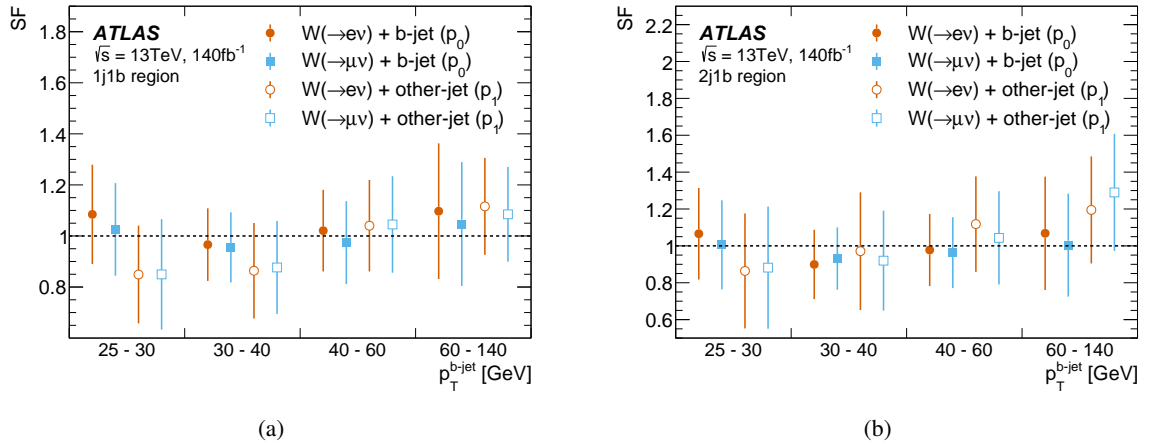 SF
1.8
1.6
1.4
1.2
1
0.8
ATLAS
√s = 13TeV, 140fb⁻¹
1j1b region
W(→eν) + b-jet (p₀)
W(→μν) + b-jet (p₀)
W(→eν) + other-jet (p₁)
W(→μν) + other-jet (p₁)
25 - 30
30 - 40
40 - 60
60 - 140
p_T^b-jet [GeV]
(a)
SF
2.2
2
1.8
1.6
1.4
1.2
1
0.8
0.6
ATLAS
√s = 13TeV, 140fb⁻¹
2j1b region
W(→eν) + b-jet (p₀)
W(→μν) + b-jet (p₀)
W(→eν) + other-jet (p₁)
W(→μν) + other-jet (p₁)
25 - 30
30 - 40
40 - 60
60 - 140
p_T^b-jet [GeV]
(b)